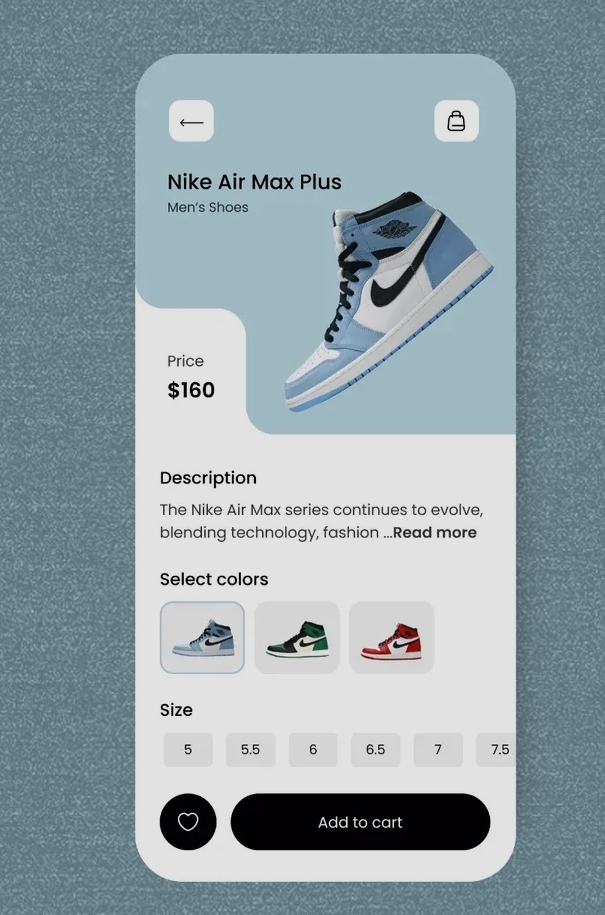 Nike Air Max Plus
Men's Shoes
Price
$160
Description
The Nike Air Max series continues to evolve,
blending technology, fashion ...Read more
Select colors
Size
5 5.5 6 6.5 7 7.5
Add to cart